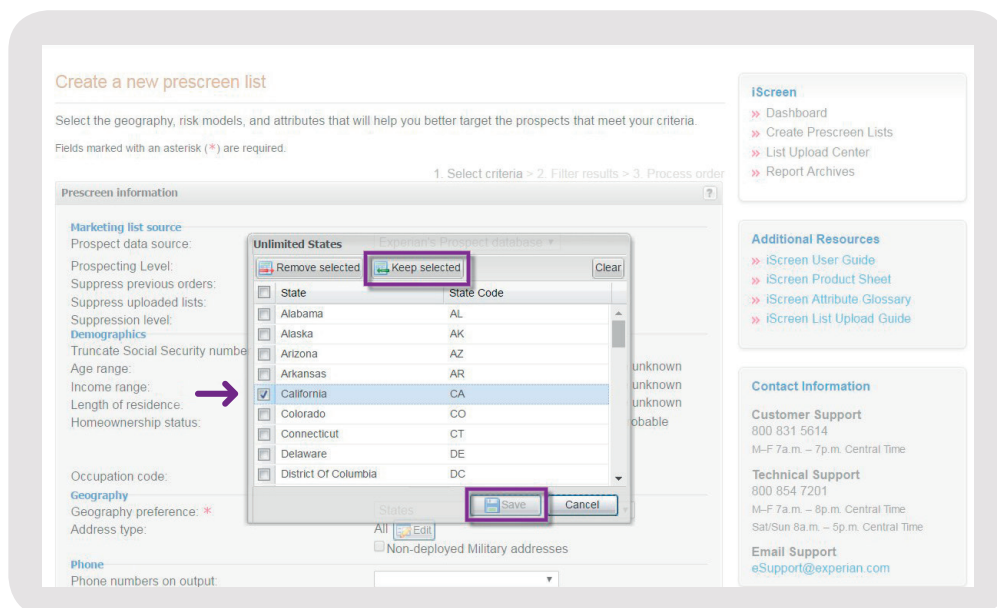 Create a new prescreen list
Select the geography, risk models, and attributes that will help you better target the prospects that meet your criteria.
Fields marked with an asterisk (*) are required.
1. Select criteria > 2. Filter results > 3. Process order
Prescreen information
?
Marketing list source
Prospect data source: Experian's Prospect database
Prospecting Level:
Suppress previous orders:
Suppress uploaded lists:
Suppression level:
Demographics
Truncate Social Security numbe
Age range: unknown
Income range: unknown
Length of residence: unknown
Homeownership status: obable
Occupation code:
Geography
Geography preference: * States
Address type: All Edit
Non-deployed Military addresses
Phone
Phone numbers on output:
Unlimited States
Remove selected Keep selected Clear
State State Code
Alabama AL
Alaska AK
Arizona AZ
Arkansas AR
California CA
Colorado CO
Connecticut CT
Delaware DE
District Of Columbia DC
Save Cancel
iScreen
» Dashboard
» Create Prescreen Lists
» List Upload Center
» Report Archives
Additional Resources
» iScreen User Guide
» iScreen Product Sheet
» iScreen Attribute Glossary
» iScreen List Upload Guide
Contact Information
Customer Support
800 831 5614
M–F 7a.m. – 7p.m. Central Time
Technical Support
800 854 7201
M–F 7a.m. – 8p.m. Central Time
Sat/Sun 8a.m. – 5p.m. Central Time
Email Support
eSupport@experian.com